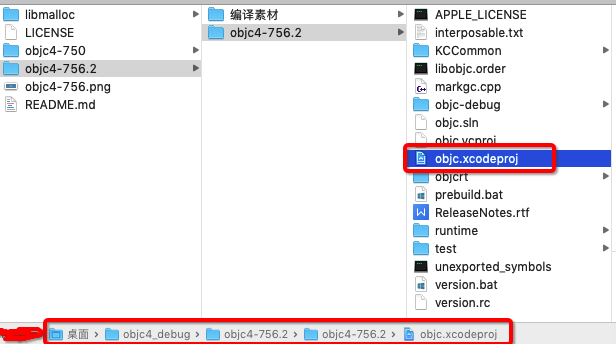 libmalloc
LICENSE
objc4-750
objc4-756.2
objc4-756.png
README.md
编译素材
objc4-756.2
APPLE_LICENSE
interposable.txt
KCCommon
libobjc.order
markgc.cpp
objc-debug
objc.sln
objc.vcproj
objc.xcodeproj
objcrt
prebuild.bat
ReleaseNotes.rtf
runtime
test
unexported_symbols
version.bat
version.rc
桌面 objc4_debug objc4-756.2 objc4-756.2 objc.xcodeproj